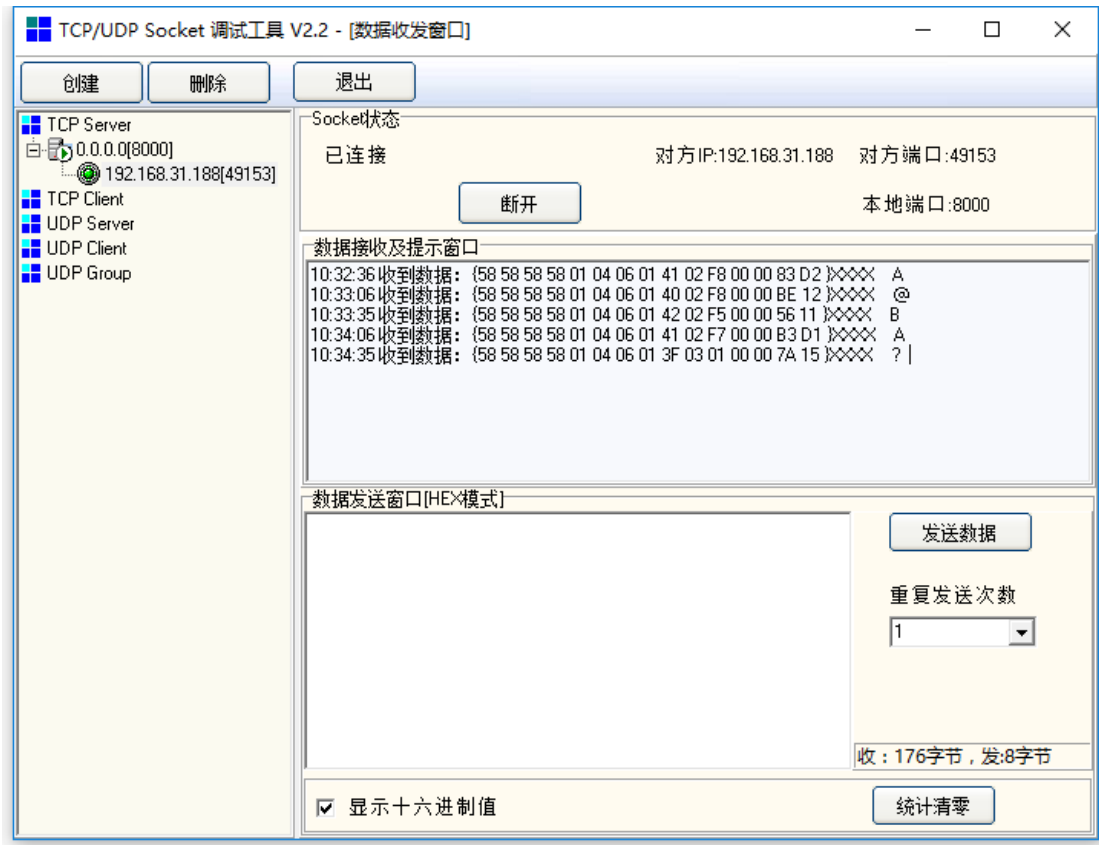 TCP/UDP Socket 调试工具 V2.2 - [数据收发窗口]
创建 删除 退出
TCP Server
0.0.0.0[8000]
192.168.31.188[49153]
TCP Client
UDP Server
UDP Client
UDP Group
Socket状态
已连接 对方IP:192.168.31.188 对方端口:49153
断开 本地端口:8000
数据接收及提示窗口
10:32:36收到数据：{58 58 58 58 01 04 06 01 41 02 F8 00 00 83 D2 }XXXX A
10:33:06收到数据：{58 58 58 58 01 04 06 01 40 02 F8 00 00 BE 12 }XXXX @
10:33:35收到数据：{58 58 58 58 01 04 06 01 42 02 F5 00 00 56 11 }XXXX B
10:34:06收到数据：{58 58 58 58 01 04 06 01 41 02 F7 00 00 B3 D1 }XXXX A
10:34:35收到数据：{58 58 58 58 01 04 06 01 3F 03 01 00 00 7A 15 }XXXX ?
数据发送窗口[HEX模式]
发送数据
重复发送次数
1
收：176字节，发:8字节
显示十六进制值 统计清零